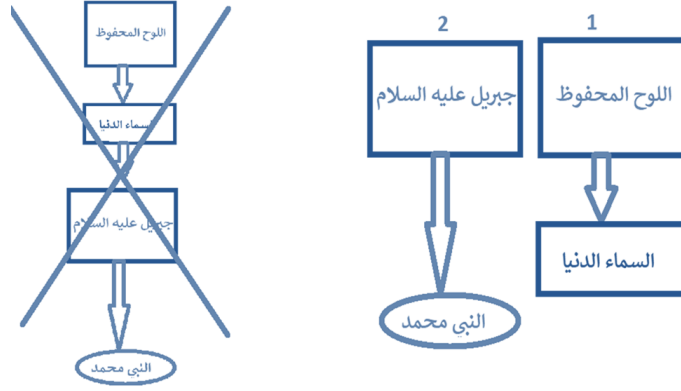 1
اللوح المحفوظ
السماء الدنيا
2
جبريل عليه السلام
النبي محمد
اللوح المحفوظ
السماء الدنيا
جبريل عليه السلام
النبي محمد